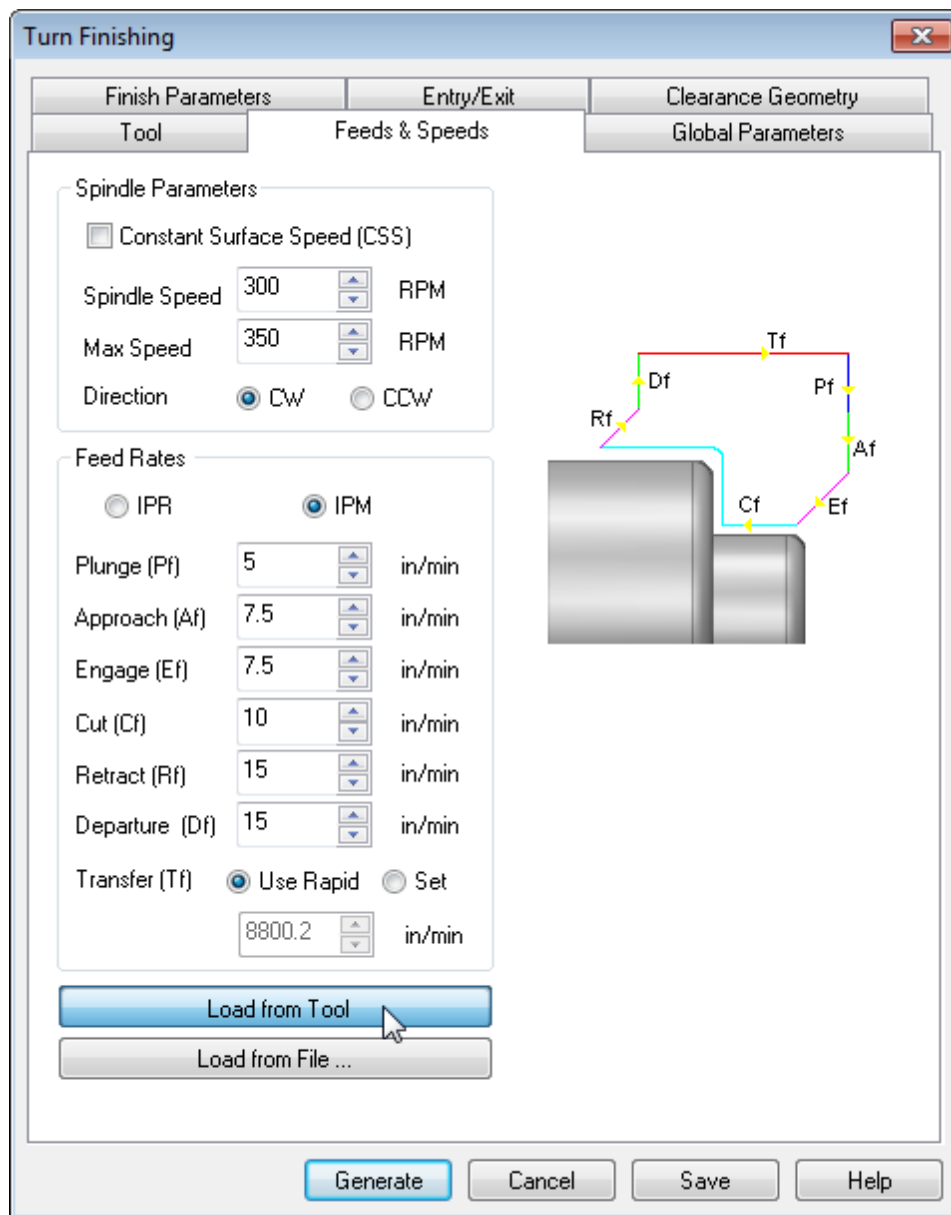 Turn Finishing
Finish Parameters Entry/Exit Clearance Geometry
Tool Feeds & Speeds Global Parameters
Spindle Parameters
Constant Surface Speed (CSS)
Spindle Speed 300 RPM
Max Speed 350 RPM
Direction CW CCW
Feed Rates
IPR IPM
Plunge (Pf) 5 in/min
Approach (Af) 7.5 in/min
Engage (Ef) 7.5 in/min
Cut (Cf) 10 in/min
Retract (Rf) 15 in/min
Departure (Df) 15 in/min
Transfer (Tf) Use Rapid Set
8800.2 in/min
Load from Tool
Load from File ...
Tf
Df
Pf
Rf
Af
Cf
Ef
Generate Cancel Save Help